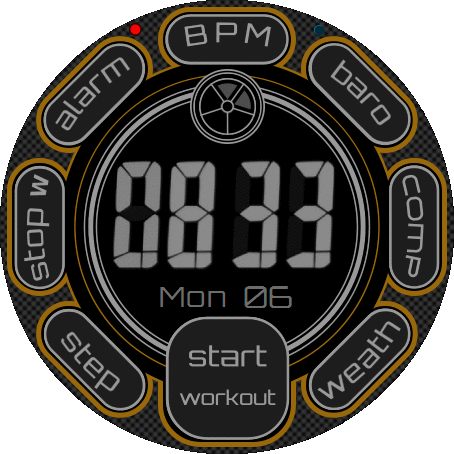 BPM
alarm
baro
stop w
comp
08 33
Mon 06
step
weath
start
workout